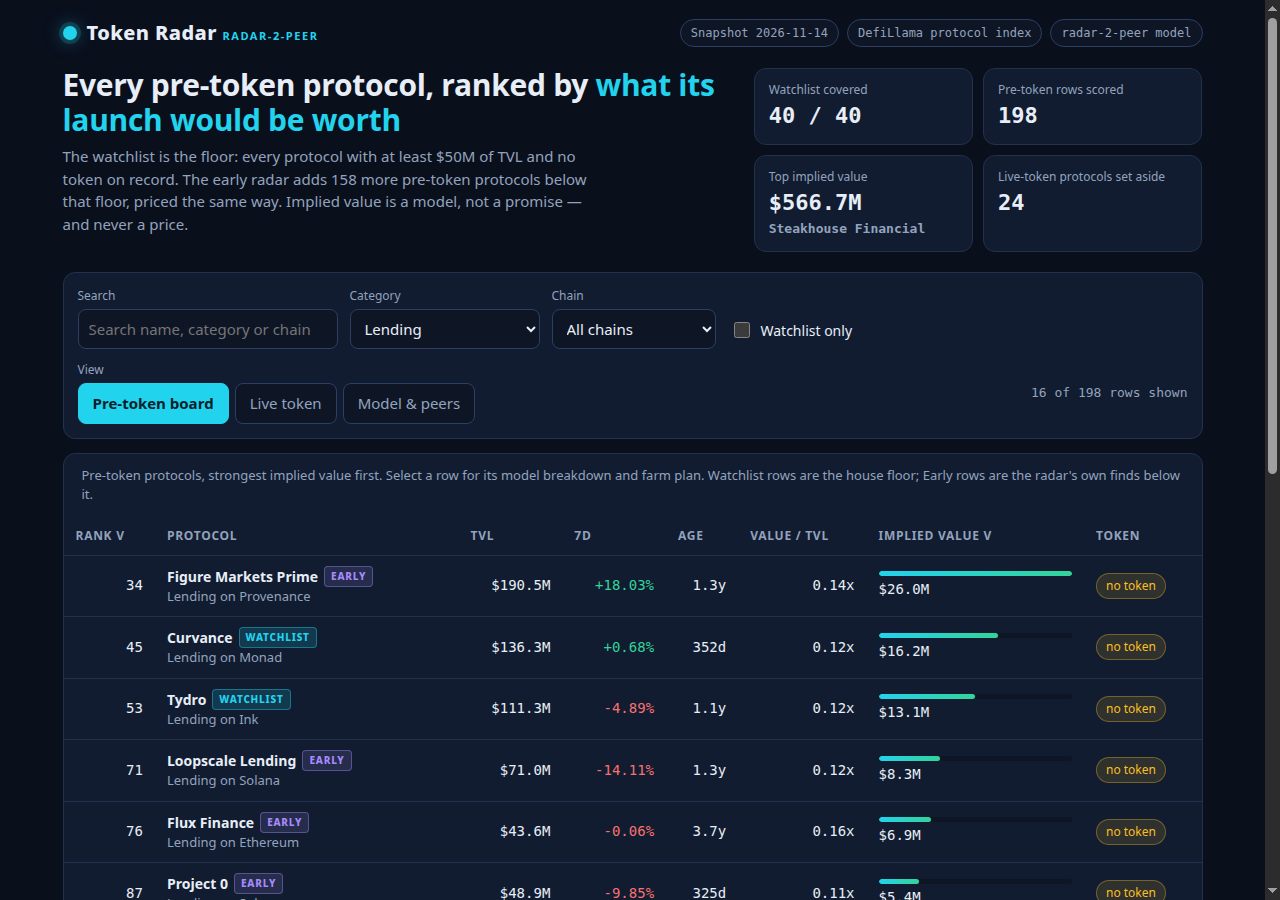 Token Radar RADAR-2-PEER
Snapshot 2026-11-14
DefiLlama protocol index
radar-2-peer model
Every pre-token protocol, ranked by what its
launch would be worth
The watchlist is the floor: every protocol with at least $50M of TVL and no
token on record. The early radar adds 158 more pre-token protocols below
that floor, priced the same way. Implied value is a model, not a promise —
and never a price.
Watchlist covered
40 / 40
Pre-token rows scored
198
Top implied value
$566.7M
Steakhouse Financial
Live-token protocols set aside
24
Search
Category
Chain
Search name, category or chain
Lending
All chains
Watchlist only
View
Pre-token board
Live token
Model & peers
16 of 198 rows shown
Pre-token protocols, strongest implied value first. Select a row for its model breakdown and farm plan. Watchlist rows are the house floor; Early rows are the radar's own finds below
it.
RANK V PROTOCOL TVL 7D AGE VALUE / TVL IMPLIED VALUE V TOKEN
34 Figure Markets Prime EARLY $190.5M +18.03% 1.3y 0.14x $26.0M no token
Lending on Provenance
45 Curvance WATCHLIST $136.3M +0.68% 352d 0.12x $16.2M no token
Lending on Monad
53 Tydro WATCHLIST $111.3M -4.89% 1.1y 0.12x $13.1M no token
Lending on Ink
71 Loopscale Lending EARLY $71.0M -14.11% 1.3y 0.12x $8.3M no token
Lending on Solana
76 Flux Finance EARLY $43.6M -0.06% 3.7y 0.16x $6.9M no token
Lending on Ethereum
87 Project 0 EARLY $48.9M -9.85% 325d 0.11x $5.4M no token